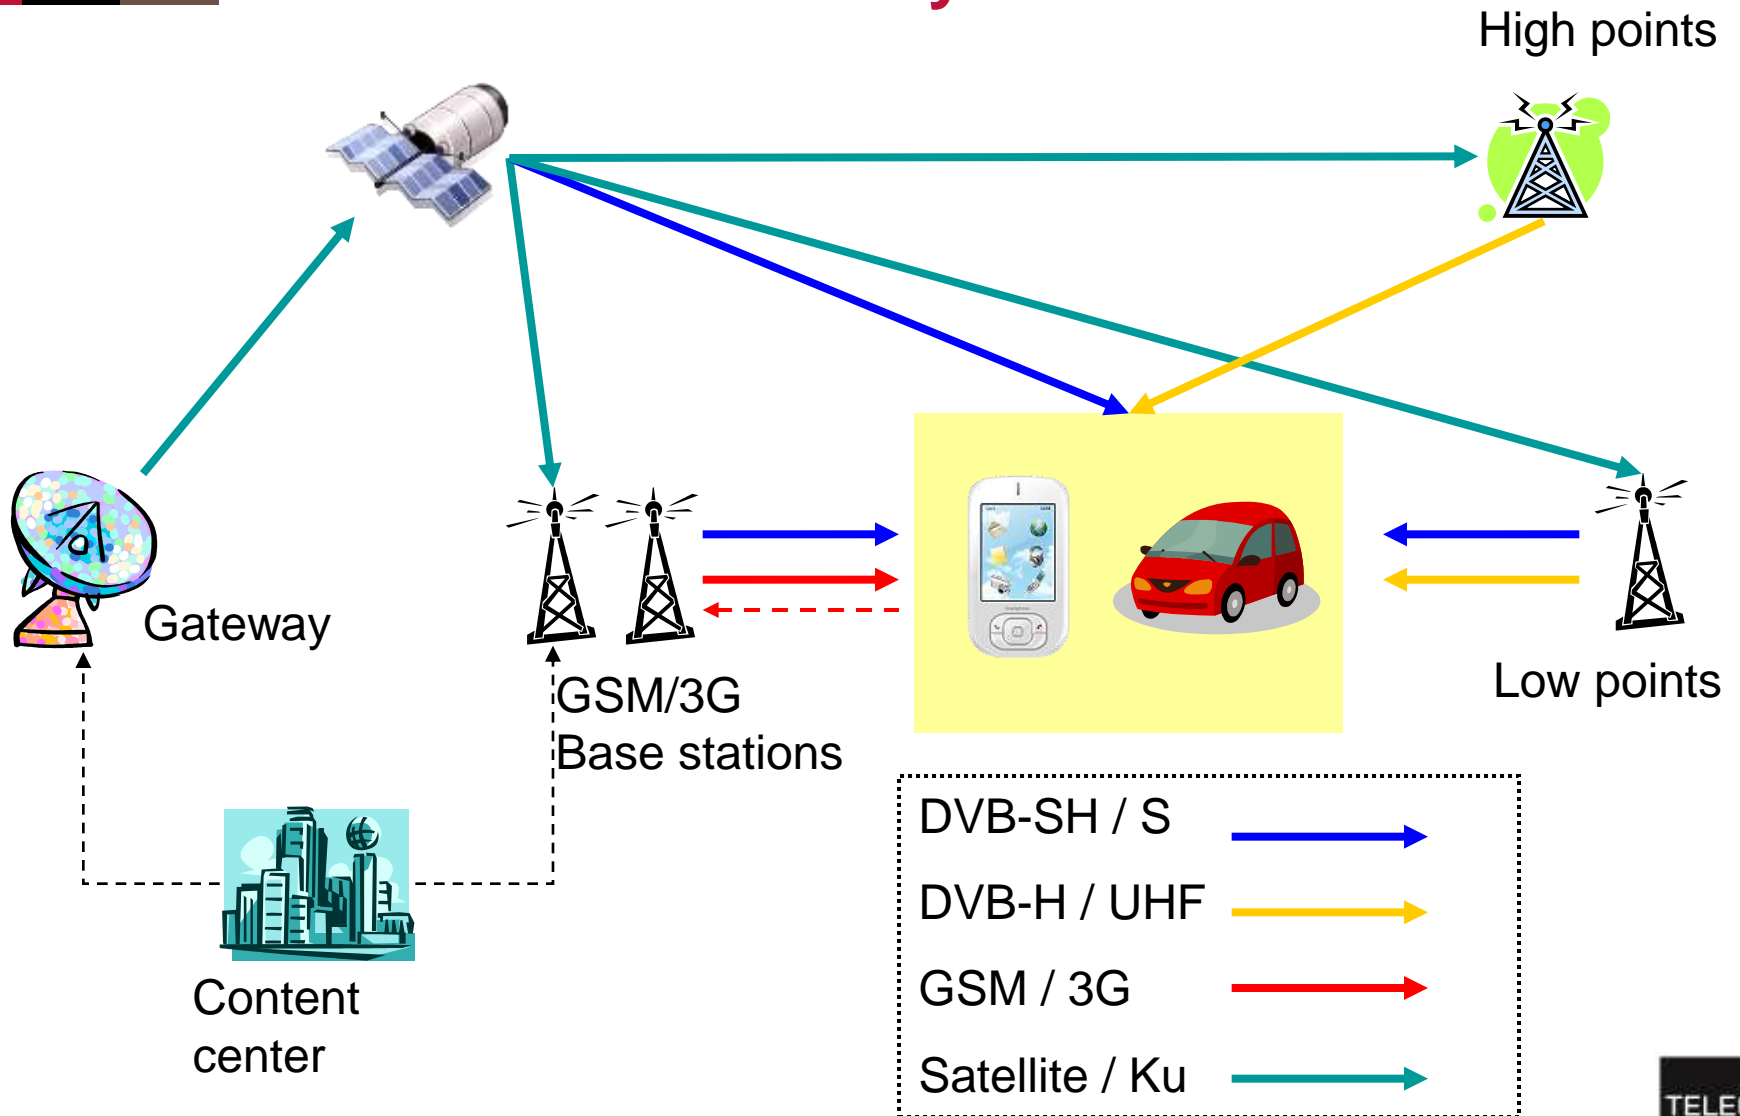 High points
Gateway
GSM/3G
Base stations
Low points
Content
center
DVB-SH / S
DVB-H / UHF
GSM / 3G
Satellite / Ku